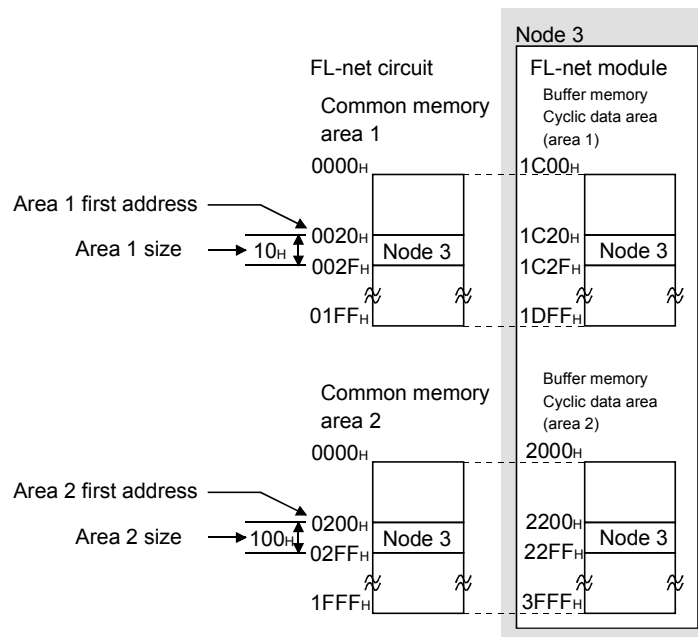 Node 3
FL-net circuit
FL-net module
Common memory
area 1
Buffer memory
Cyclic data area
(area 1)
0000H
1C00H
Area 1 first address
0020H
1C20H
Area 1 size
10H
Node 3
Node 3
002FH
1C2FH
01FFH
1DFFH
Common memory
area 2
Buffer memory
Cyclic data area
(area 2)
0000H
2000H
Area 2 first address
0200H
2200H
Area 2 size
100H
Node 3
Node 3
02FFH
22FFH
1FFFH
3FFFH